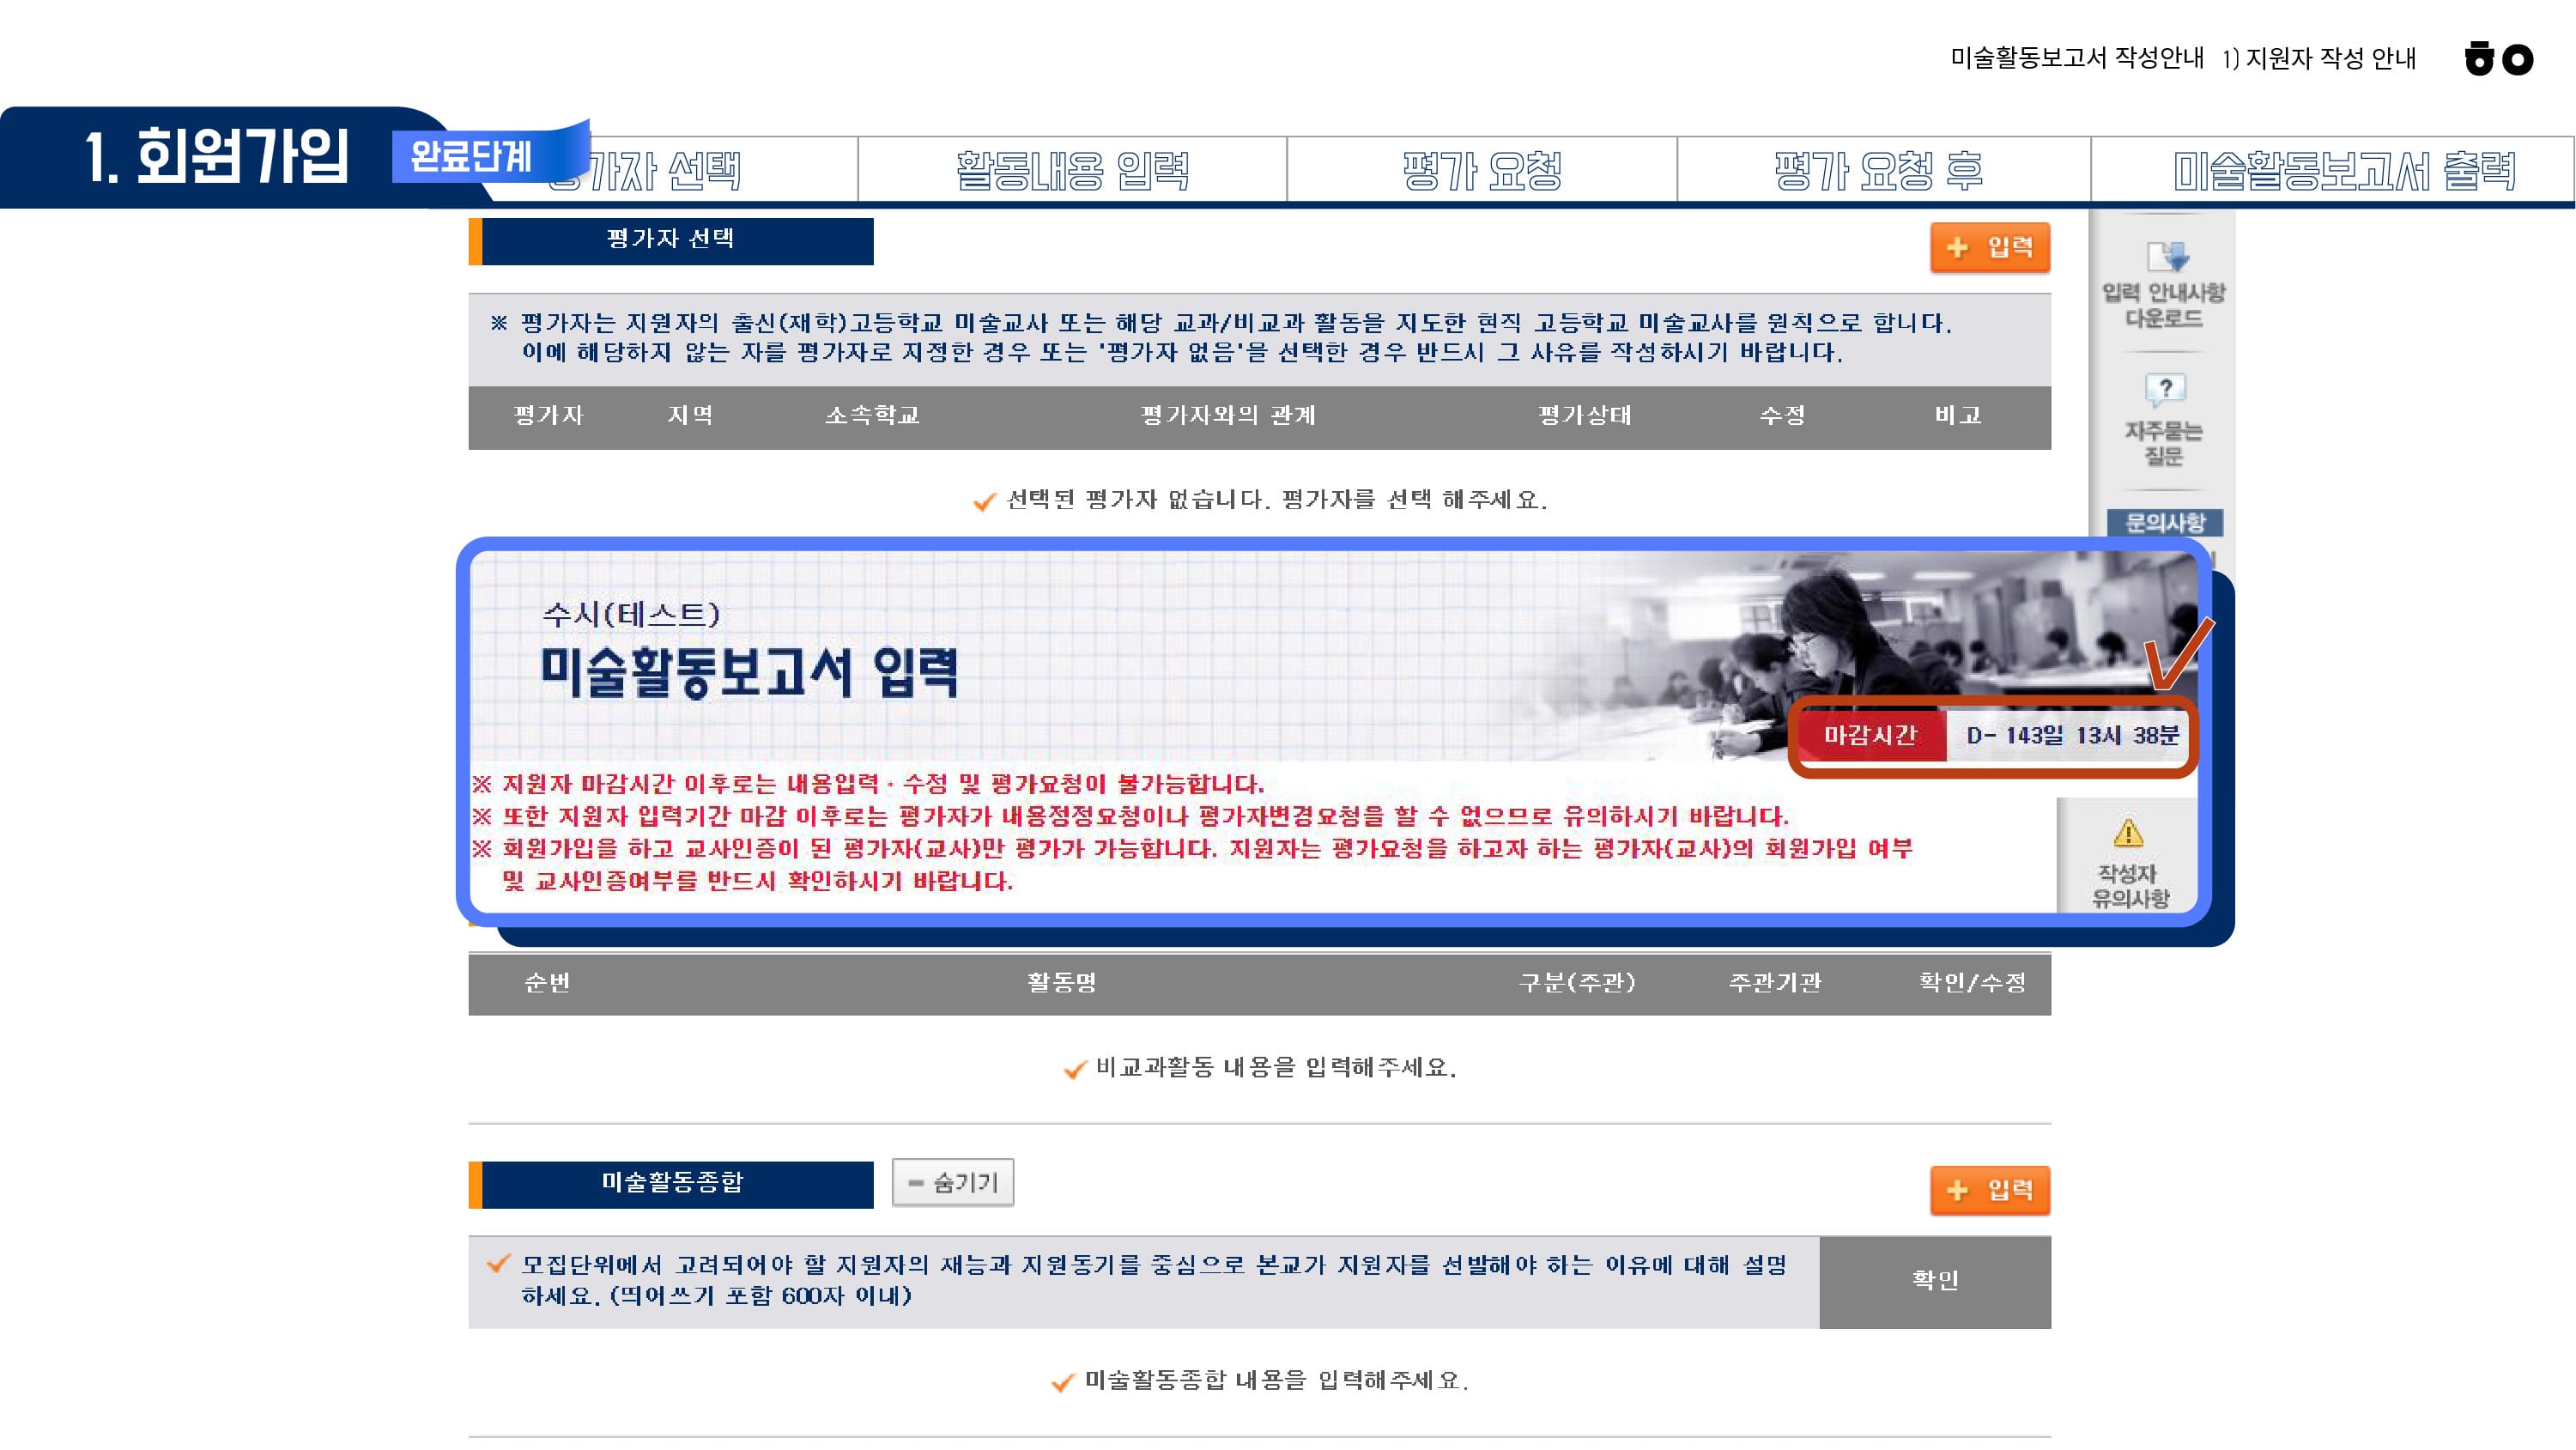 미술활동보고서 작성안내 1) 지원자 작성 안내 홍
1. 회원가입 완료단계 가자 선택 활동내용 입력 평가 요청 평가 요청 후 미술활동보고서 출력
평가자 선택 + 입력
입력 안내사항
다운로드
※ 평가자는 지원자의 출신(재학)고등학교 미술교사 또는 해당 교과/비교과 활동을 지도한 현직 고등학교 미술교사를 원칙으로 합니다.
이에 해당하지 않는 자를 평가자로 지정한 경우 또는 '평가자 없음'을 선택한 경우 반드시 그 사유를 작성하시기 바랍니다.
평가자 지역 소속학교 평가자와의 관계 평가상태 수정 비고
자주묻는
질문
선택된 평가자 없습니다. 평가자를 선택 해주세요.
문의사항
수시(테스트)
미술활동보고서 입력
마감시간 D- 143일 13시 38분
※ 지원자 마감시간 이후로는 내용입력 · 수정 및 평가요청이 불가능합니다.
※ 또한 지원자 입력기간 마감 이후로는 평가자가 내용정정요청이나 평가자변경요청을 할 수 없으므로 유의하시기 바랍니다.
※ 회원가입을 하고 교사인증이 된 평가자(교사)만 평가가 가능합니다. 지원자는 평가요청을 하고자 하는 평가자(교사)의 회원가입 여부
및 교사인증여부를 반드시 확인하시기 바랍니다.
작성자
유의사항
순번 활동명 구분(주관) 주관기관 확인/수정
비교과활동 내용을 입력해주세요.
미술활동종합 - 숨기기 + 입력
모집단위에서 고려되어야 할 지원자의 재능과 지원동기를 중심으로 본교가 지원자를 선발해야 하는 이유에 대해 설명
하세요. (띄어쓰기 포함 600자 이내)
확인
미술활동종합 내용을 입력해주세요.